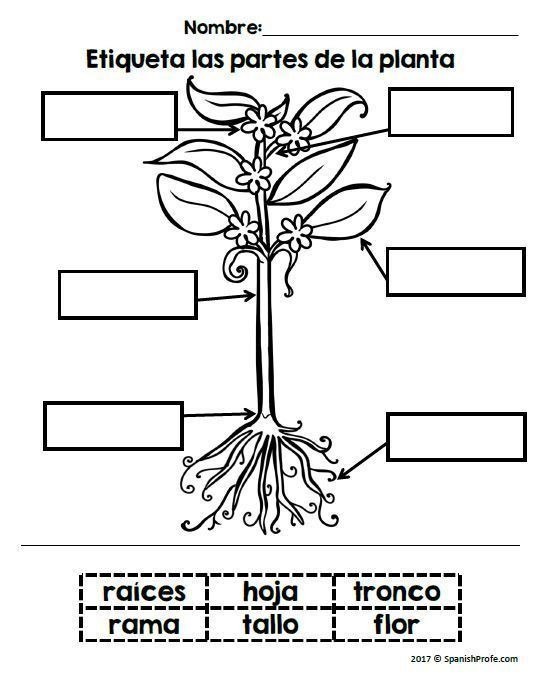 Nombre:
Etiqueta las partes de la planta
raíces hoja tronco
rama tallo flor
2017 © SpanishProfe.com